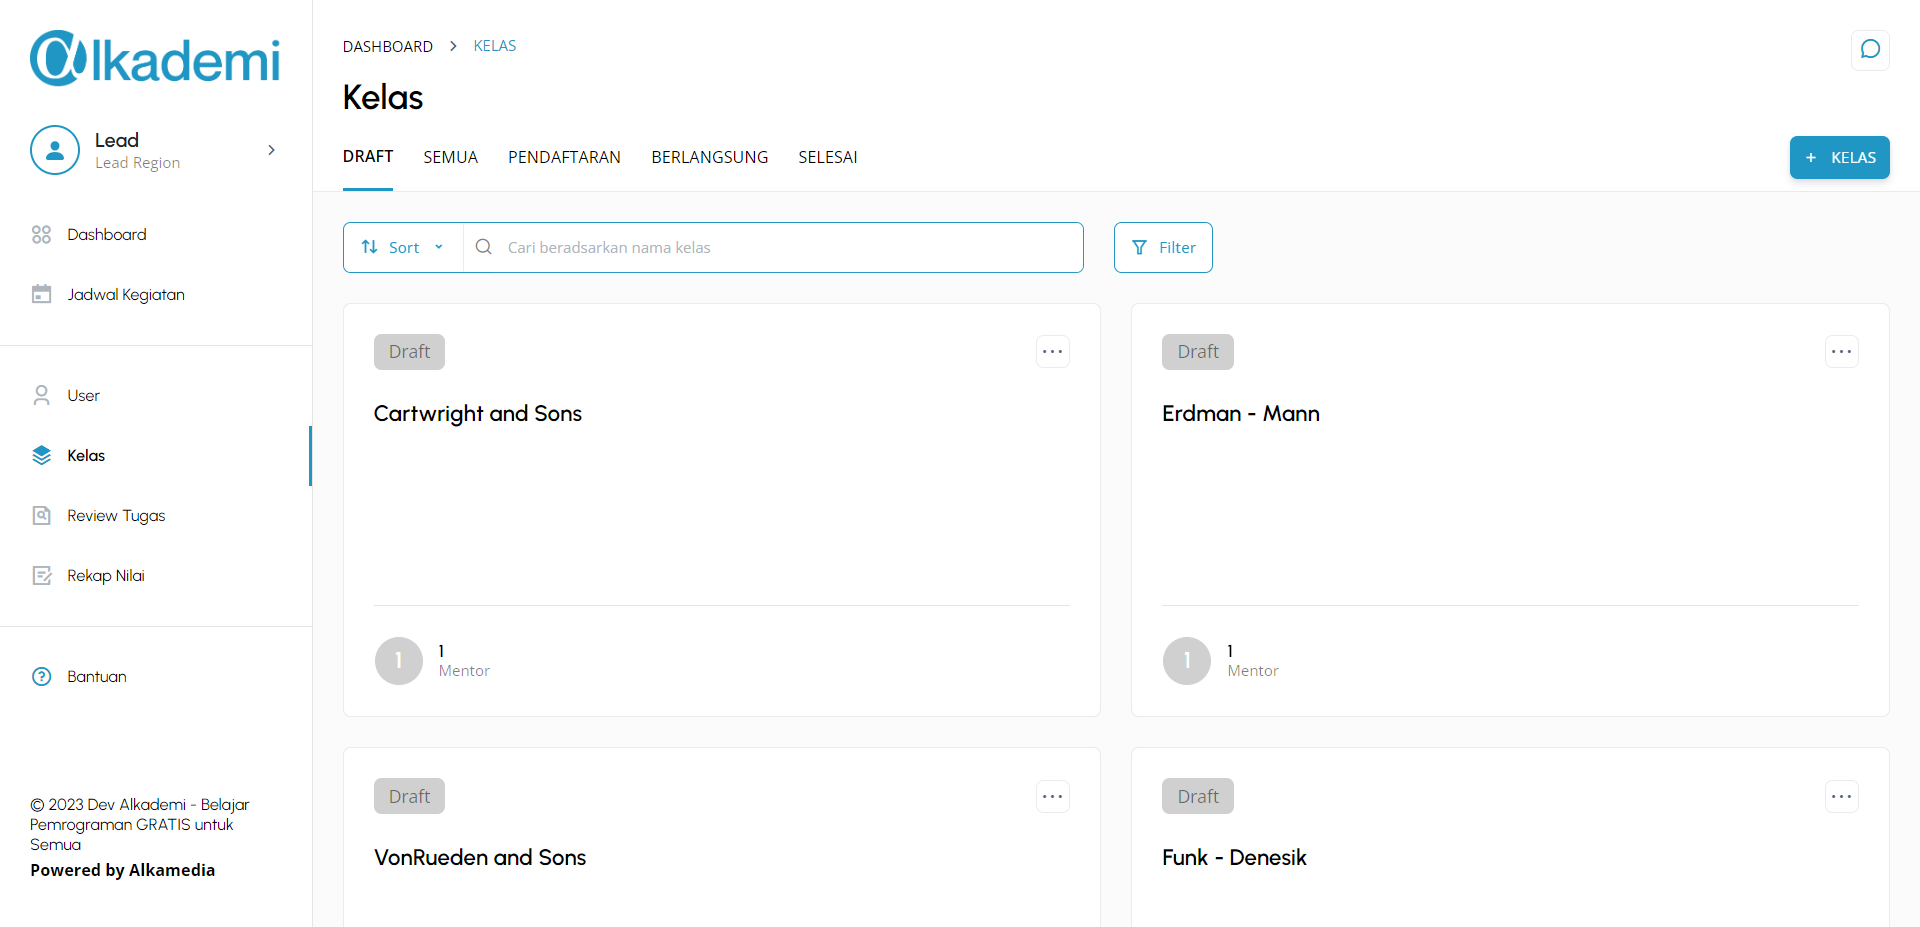 @lkademi
Lead
Lead Region
Dashboard
Jadwal Kegiatan
User
Kelas
Review Tugas
Rekap Nilai
Bantuan
© 2023 Dev Alkademi - Belajar
Pemrograman GRATIS untuk
Semua
Powered by Alkamedia
DASHBOARD > KELAS
Kelas
DRAFT SEMUA PENDAFTARAN BERLANGSUNG SELESAI
+ KELAS
Sort Cari beradsarkan nama kelas Filter
Draft
Cartwright and Sons
1
1
Mentor
Draft
Erdman - Mann
1
1
Mentor
Draft
VonRueden and Sons
Draft
Funk - Denesik